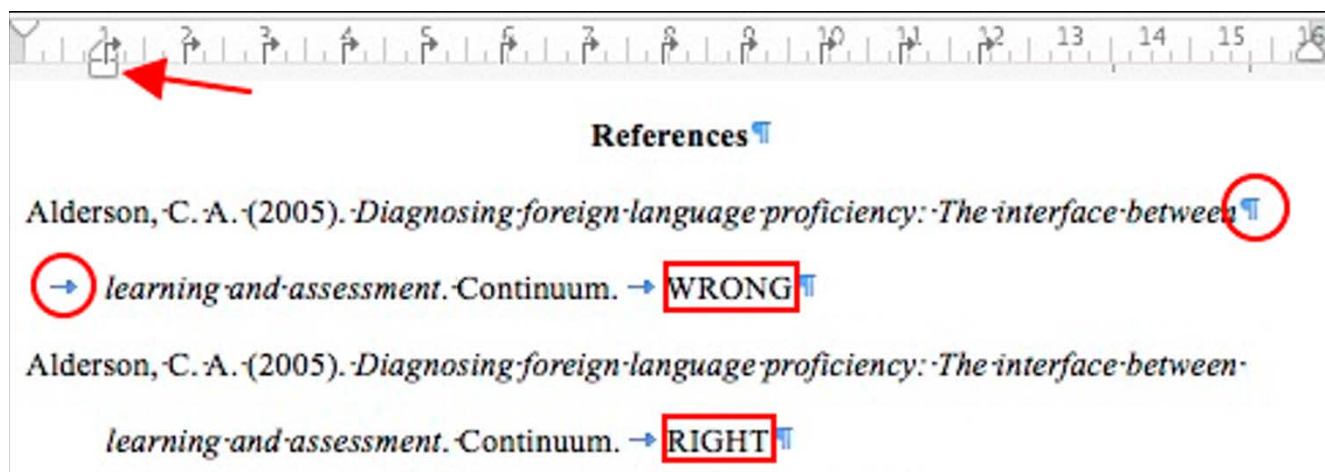 1 2 3 4 5 6 7 8 9 10 11 12 13 14 15 16
References¶
Alderson, C. A. (2005). Diagnosing foreign language proficiency: The interface between¶
→ learning and assessment. Continuum. → WRONG¶
Alderson, C. A. (2005). Diagnosing foreign language proficiency: The interface between
learning and assessment. Continuum. → RIGHT¶